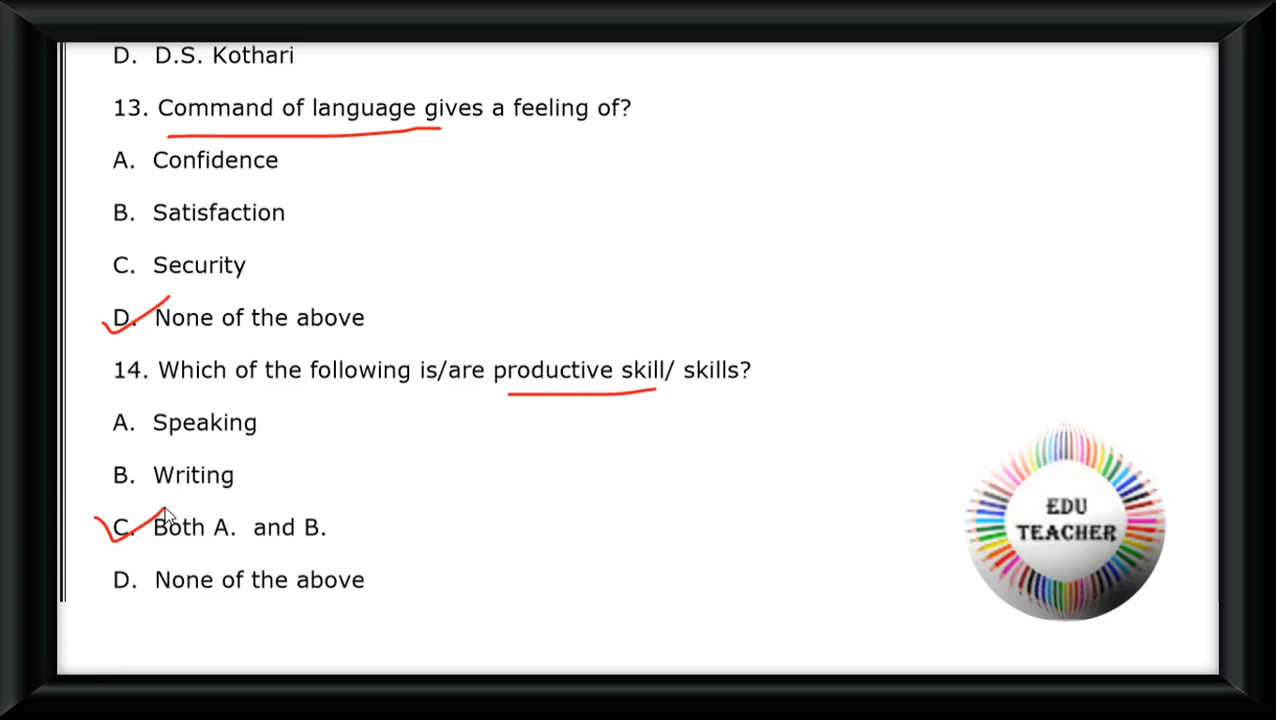 D. D.S. Kothari
13. Command of language gives a feeling of?
A. Confidence
B. Satisfaction
C. Security
D. None of the above
14. Which of the following is/are productive skill/ skills?
A. Speaking
B. Writing
C. Both A. and B.
D. None of the above
EDU
TEACHER